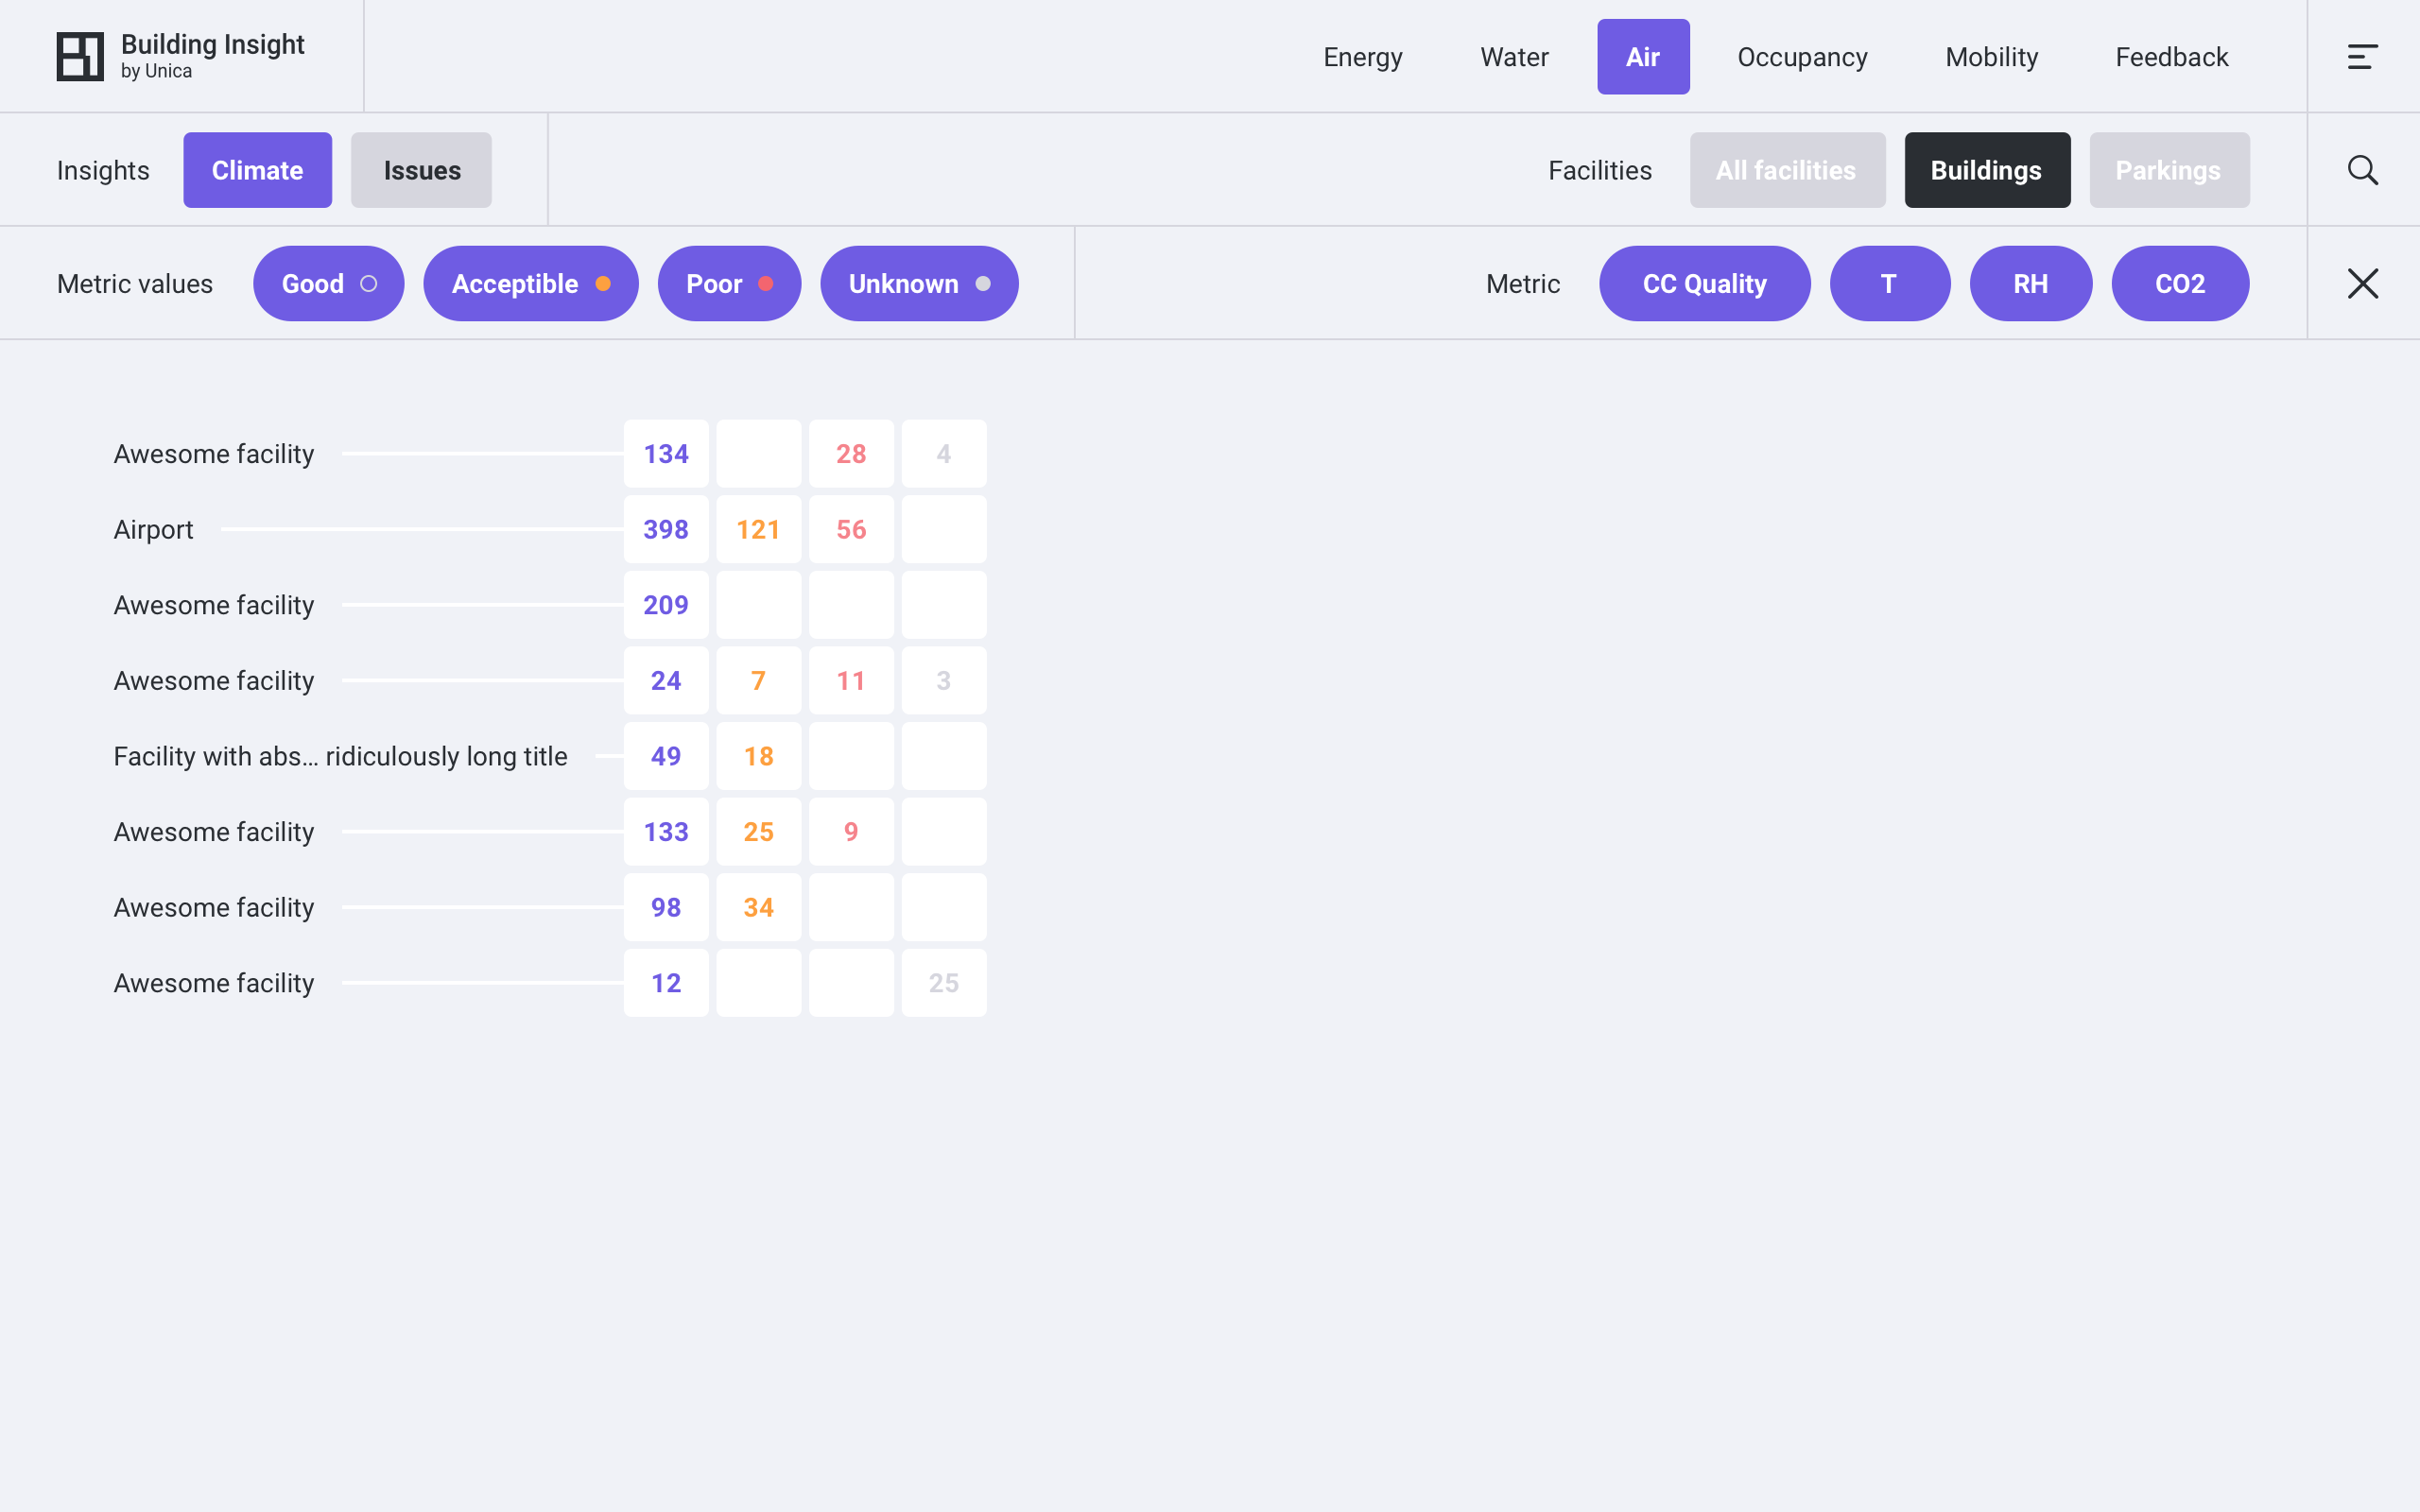 Building Insight
by Unica
Energy Water Air Occupancy Mobility Feedback
Insights Climate Issues Facilities All facilities Buildings Parkings
Metric values Good Acceptible Poor Unknown Metric CC Quality T RH CO2
Awesome facility 134 28 4
Airport 398 121 56
Awesome facility 209
Awesome facility 24 7 11 3
Facility with abs... ridiculously long title 49 18
Awesome facility 133 25 9
Awesome facility 98 34
Awesome facility 12 25